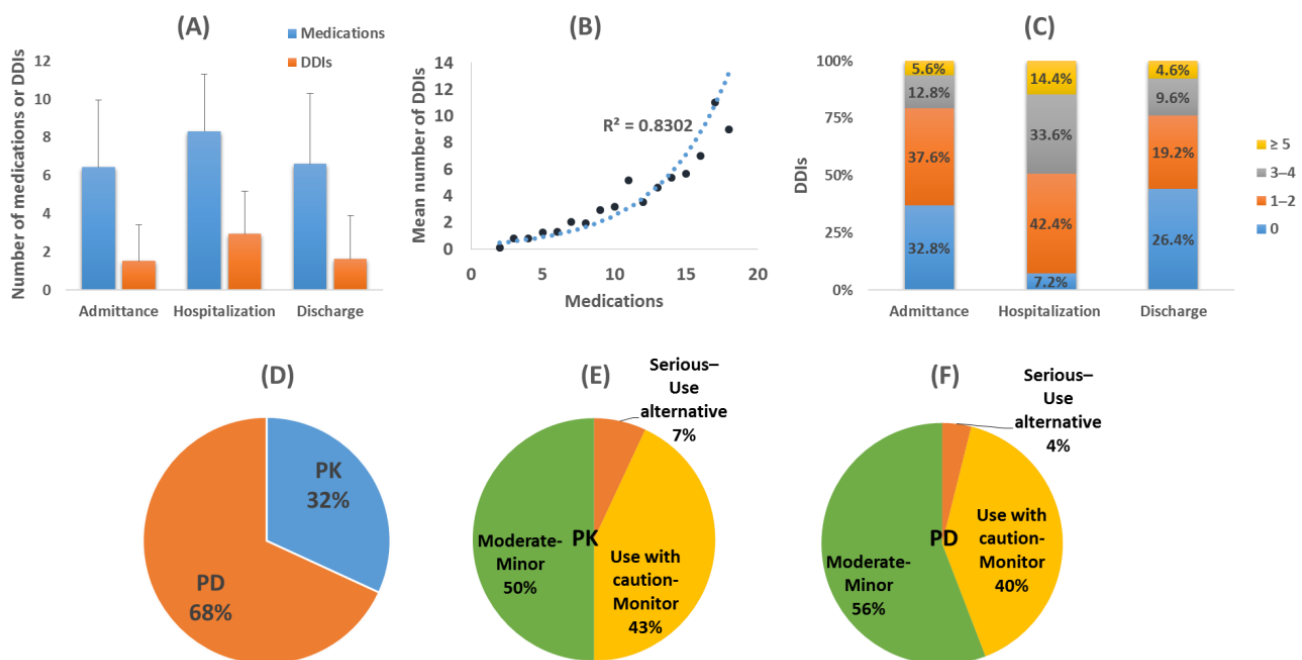 (A)
Medications
DDIs
Number of medications or DDIs
12
10
8
6
4
2
0
Admittance
Hospitalization
Discharge
(B)
Mean number of DDIs
14
12
10
8
6
4
2
0
R² = 0.8302
0
5
10
15
20
Medications
(C)
DDIs
100%
50%
0%
5.6%
12.8%
37.6%
32.8%
14.4%
33.6%
42.4%
7.2%
4.6%
9.6%
19.2%
26.4%
Admittance
Hospitalization
Discharge
≥ 5
3–4
1–2
0
(D)
PK
32%
PD
68%
(E)
Serious–
Use
alternative
7%
Moderate-
Minor
50%
PK
Use with
caution-
Monitor
43%
(F)
Serious–
Use
alternative
4%
Moderate-
Minor
56%
PD
Use with
caution-
Monitor
40%